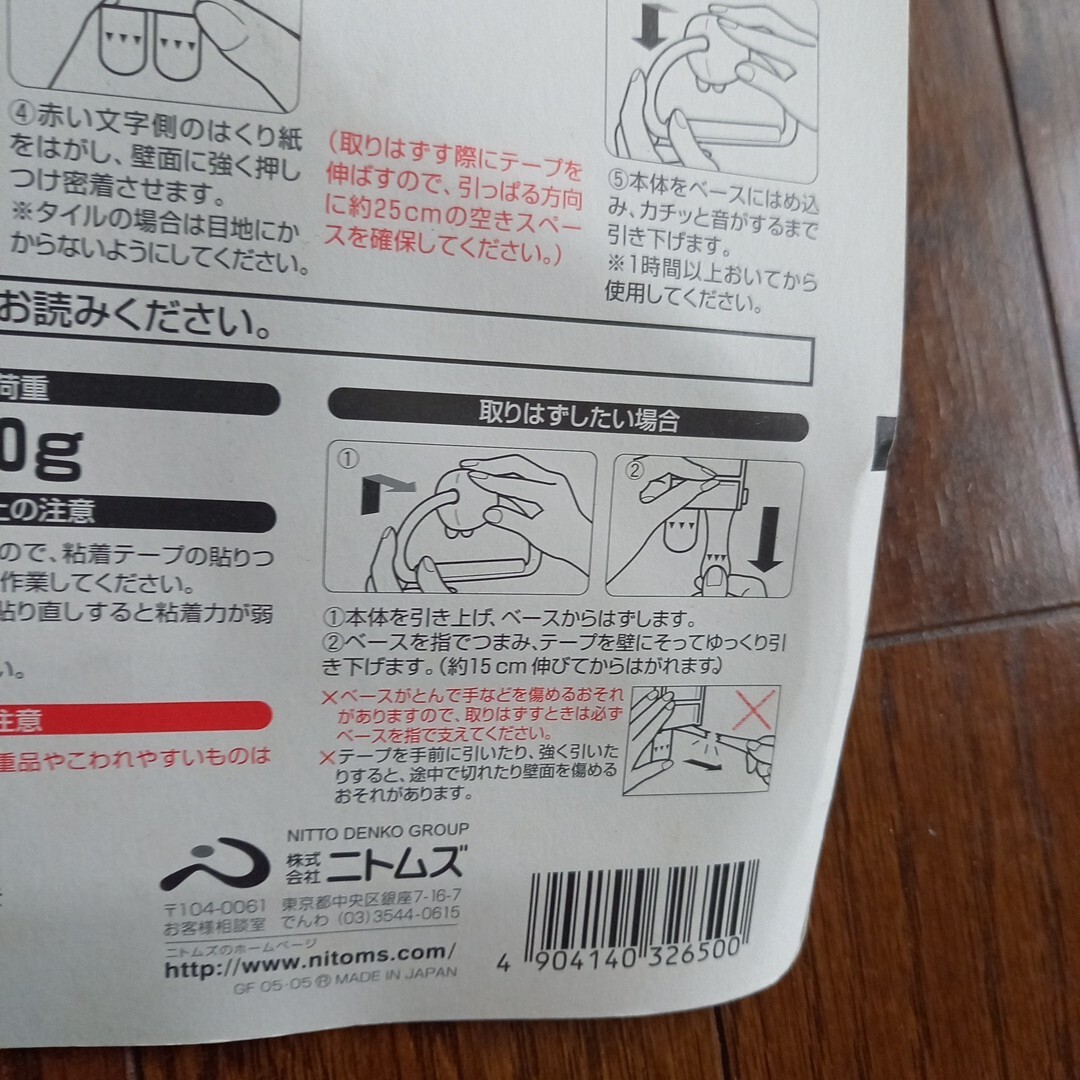 ④赤い文字側のはくり紙
をはがし、壁面に強く押し
つけ密着させます。
※タイルの場合は目地にか
からないようにしてください。
(取りはずす際にテープを
伸ばすので、引っぱる方向
に約25cmの空きスペー
スを確保してください。)
⑤本体をベースにはめ込
み、カチッと音がするまで
引き下げます。
※1時間以上おいてから
使用してください。
お読みください。
荷重
0g
上の注意
ので、粘着テープの貼りつ
作業してください。
貼り直しすると粘着力が弱
い。
注意
重品やこわれやすいものは
取りはずしたい場合
①
②
①本体を引き上げ、ベースからはずします。
②ベースを指でつまみ、テープを壁にそってゆっくり引
き下げます。(約15cm伸びてからはがれます。)
×ベースがとんで手などを傷めるおそれ
がありますので、取りはずすときは必ず
ベースを指で支えてください。
×テープを手前に引いたり、強く引いた
りすると、途中で切れたり壁面を傷める
おそれがあります。
NITTO DENKO GROUP
株式会社ニトムズ
〒104-0061 東京都中央区銀座7-16-7
お客様相談室 でんわ (03)3544-0615
ニトムズのホームページ
http://www.nitoms.com/
GF 05-05 Ⓡ MADE IN JAPAN
4 904140 326500